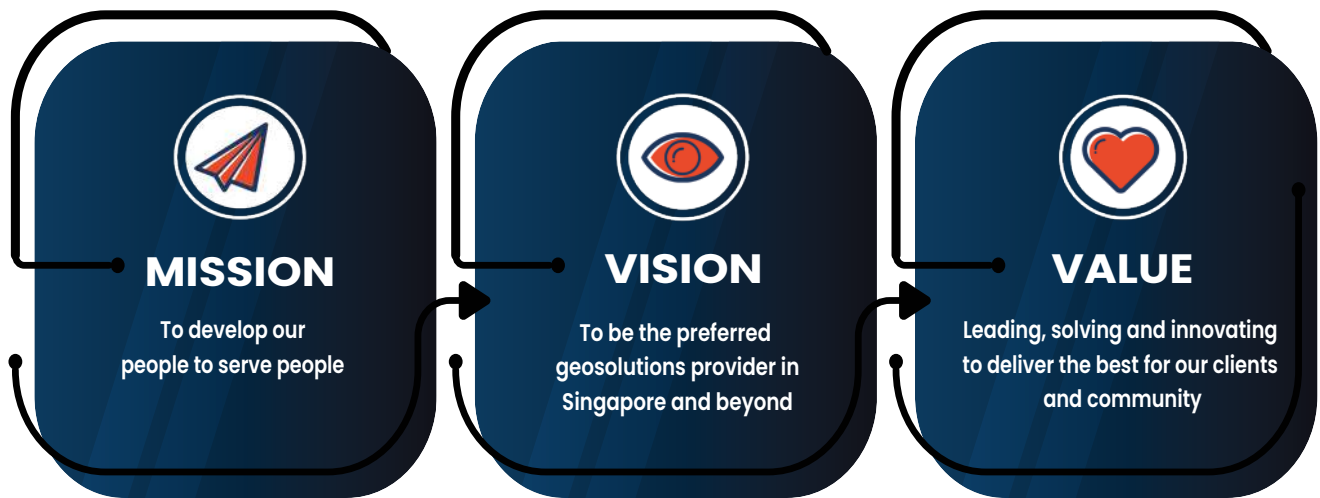 MISSION
To develop our
people to serve people
VISION
To be the preferred
geosolutions provider in
Singapore and beyond
VALUE
Leading, solving and innovating
to deliver the best for our clients
and community